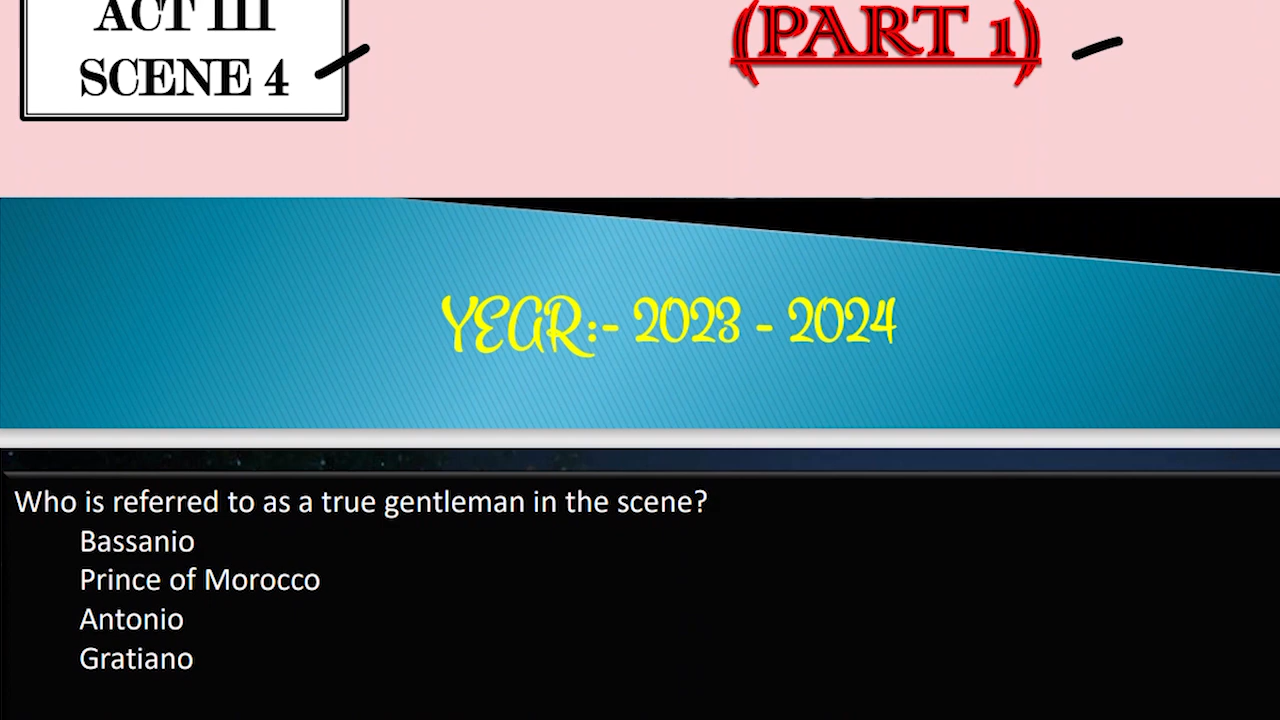 ACT III
SCENE 4
(PART 1)
YEAR:- 2023 - 2024
Who is referred to as a true gentleman in the scene?
Bassanio
Prince of Morocco
Antonio
Gratiano